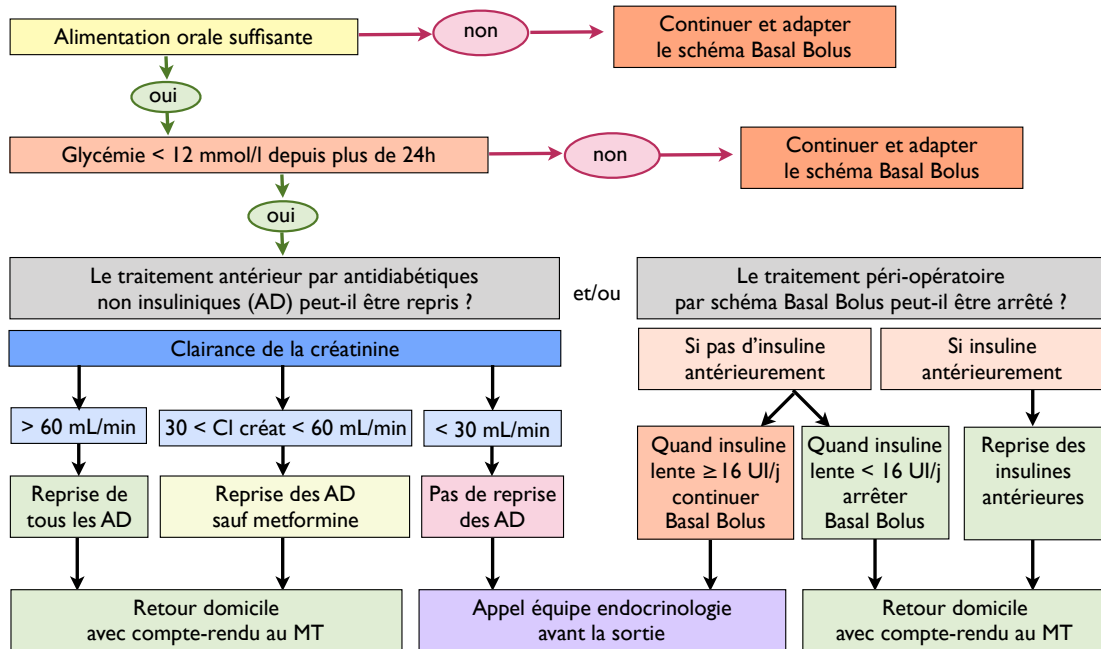 Alimentation orale suffisante
non
Continuer et adapter
le schéma Basal Bolus
oui
Glycémie < 12 mmol/l depuis plus de 24h
non
Continuer et adapter
le schéma Basal Bolus
oui
Le traitement antérieur par antidiabétiques
non insuliniques (AD) peut-il être repris ?
et/ou
Le traitement péri-opératoire
par schéma Basal Bolus peut-il être arrêté ?
Clairance de la créatinine
> 60 mL/min
30 < Cl créat < 60 mL/min
< 30 mL/min
Reprise de
tous les AD
Reprise des AD
sauf metformine
Pas de reprise
des AD
Si pas d'insuline
antérieurement
Si insuline
antérieurement
Quand insuline
lente ≥ 16 UI/j
continuer
Basal Bolus
Quand insuline
lente < 16 UI/j
arrêter
Basal Bolus
Reprise des
insulines
antérieures
Retour domicile
avec compte-rendu au MT
Appel équipe endocrinologie
avant la sortie
Retour domicile
avec compte-rendu au MT